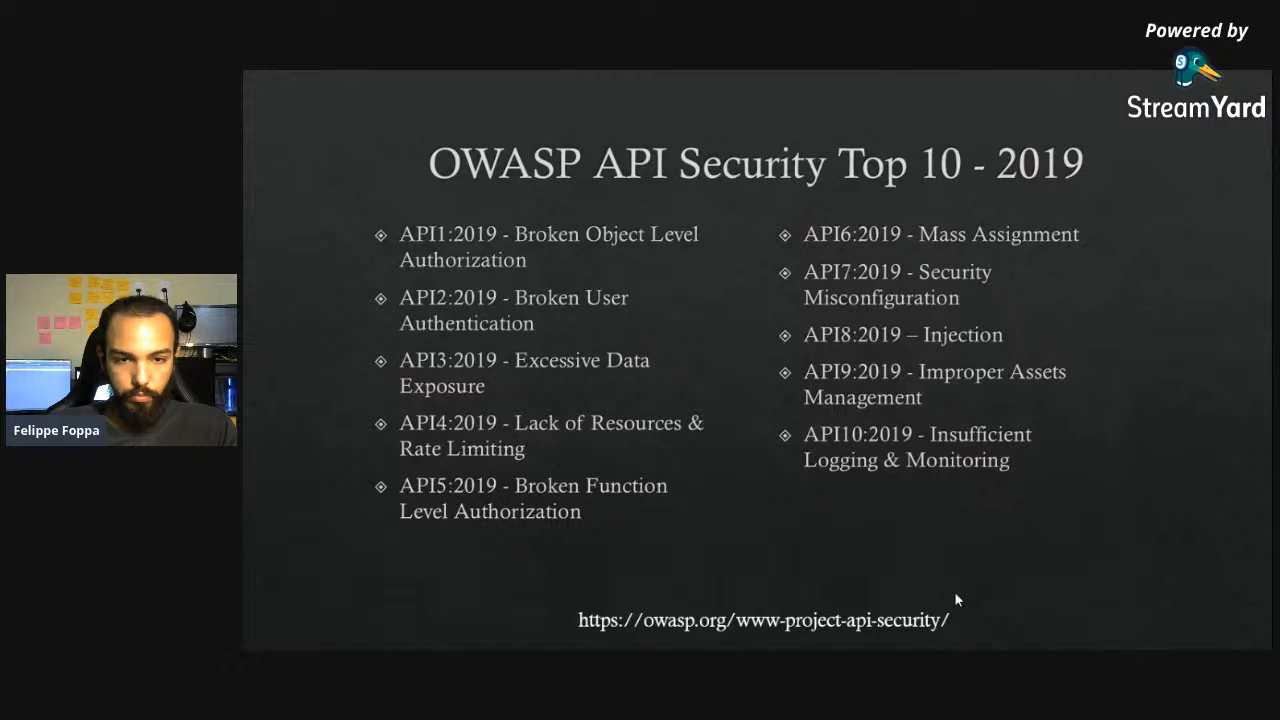 Powered by
StreamYard
OWASP API Security Top 10 - 2019
API1:2019 - Broken Object Level
Authorization
API2:2019 - Broken User
Authentication
API3:2019 - Excessive Data
Exposure
API4:2019 - Lack of Resources &
Rate Limiting
API5:2019 - Broken Function
Level Authorization
API6:2019 - Mass Assignment
API7:2019 - Security
Misconfiguration
API8:2019 – Injection
API9:2019 - Improper Assets
Management
API10:2019 - Insufficient
Logging & Monitoring
https://owasp.org/www-project-api-security/
Felippe Foppa